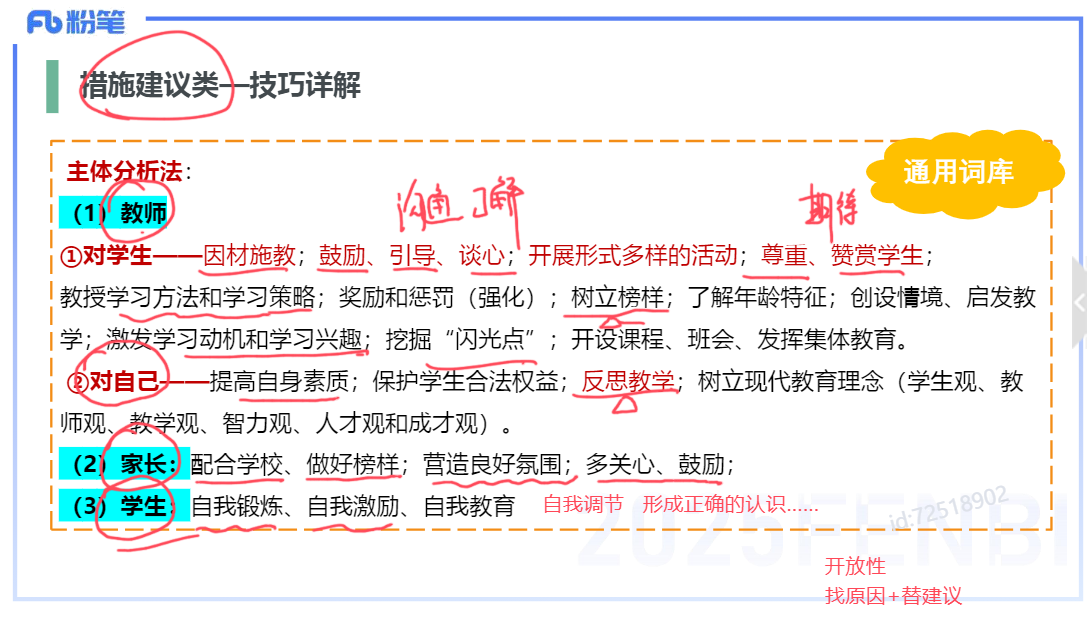 粉笔
措施建议类—技巧详解
通用词库
主体分析法：
（1）教师
沟通 了解
期待
①对学生——因材施教；鼓励、引导、谈心；开展形式多样的活动；尊重、赞赏学生；
教授学习方法和学习策略；奖励和惩罚（强化）；树立榜样；了解年龄特征；创设情境、启发教
学；激发学习动机和学习兴趣；挖掘“闪光点”；开设课程、班会、发挥集体教育。
②对自己——提高自身素质；保护学生合法权益；反思教学；树立现代教育理念（学生观、教
师观、教学观、智力观、人才观和成才观）。
（2）家长：配合学校、做好榜样；营造良好氛围；多关心、鼓励；
（3）学生：自我锻炼、自我激励、自我教育 自我调节 形成正确的认识......
id:72518902
2025FENBI
开放性
找原因+替建议